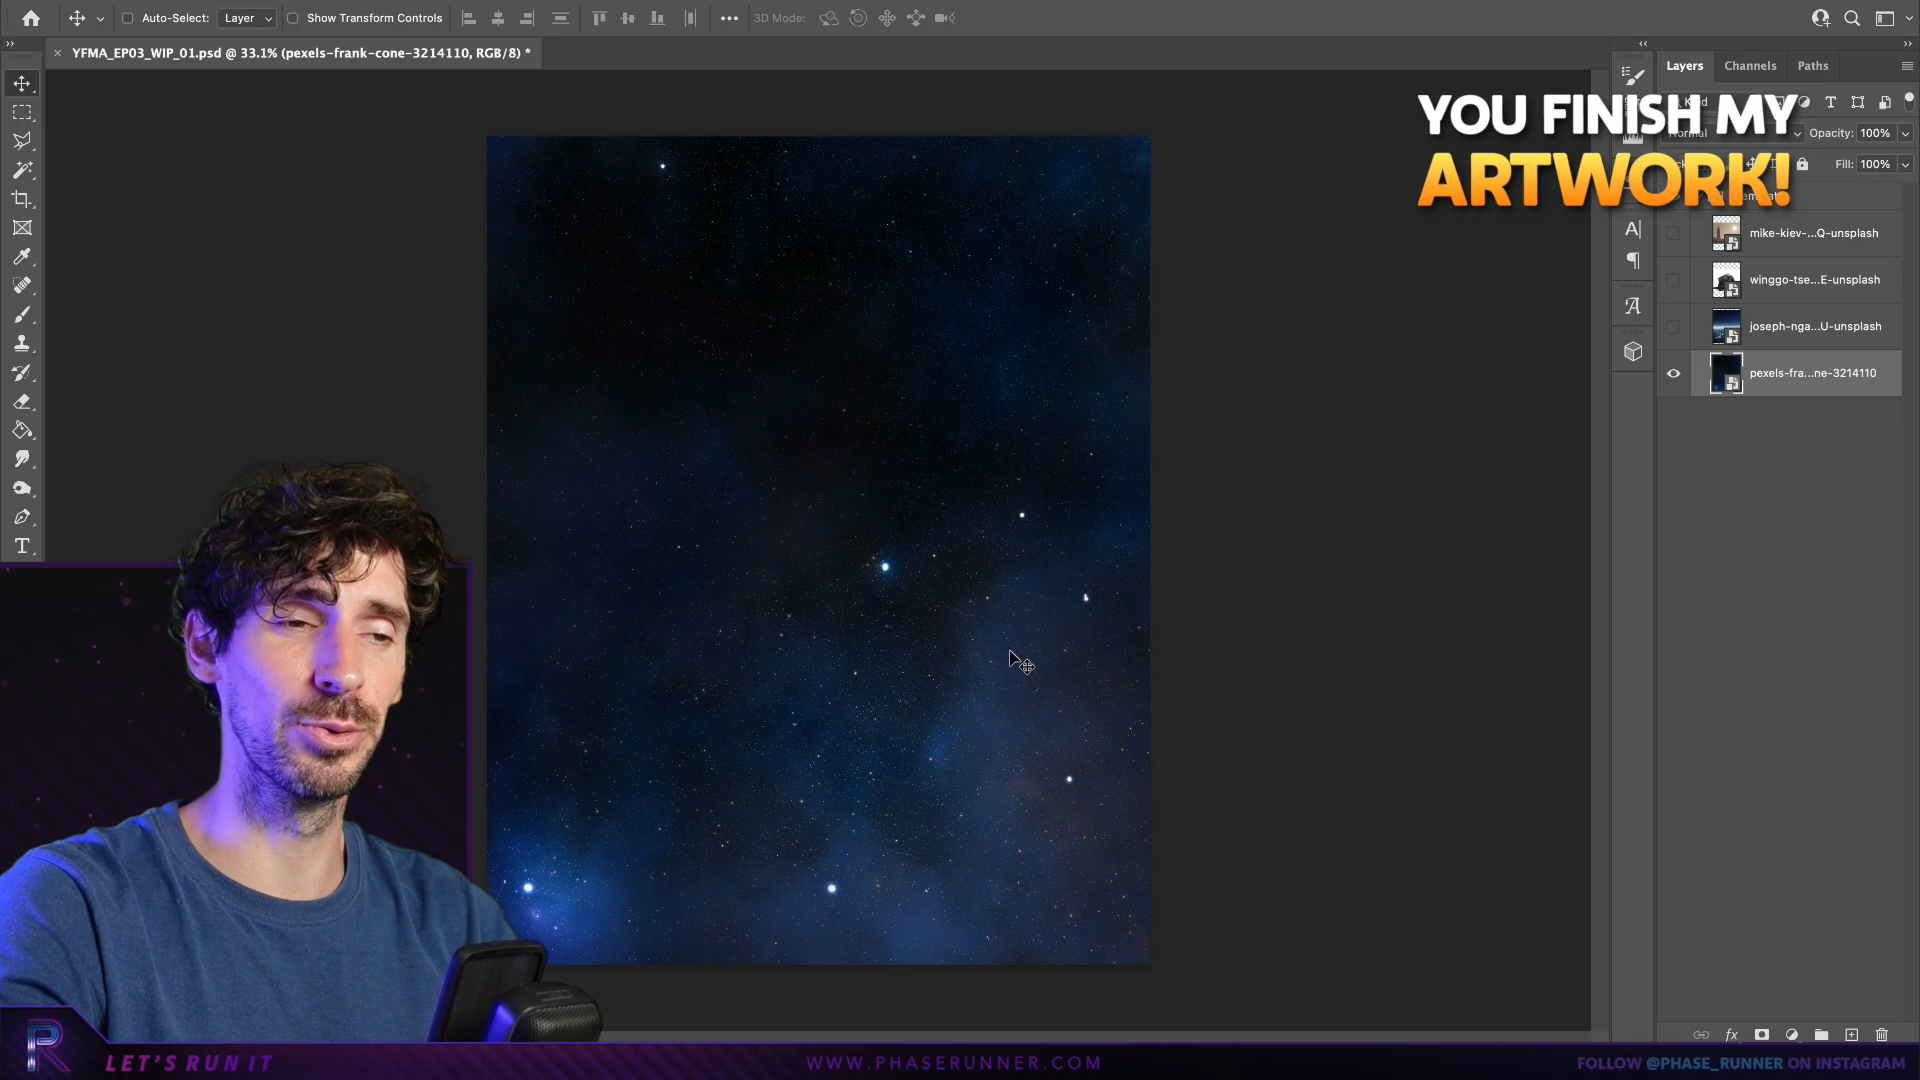 Auto-Select:
Layer
Show Transform Controls
3D Mode:
YFMA_EP03_WIP_01.psd @ 33.1% (pexels-frank-cone-3214110, RGB/8) *
Layers
Channels
Paths
YOU FINISH MY
ARTWORK!
Normal
Opacity: 100%
Fill: 100%
mike-kiev-...Q-unsplash
winggo-tse...E-unsplash
joseph-nga...U-unsplash
pexels-fra...ne-3214110
fx
R
LET'S RUN IT
WWW.PHASERUNNER.COM
FOLLOW @PHASE_RUNNER ON INSTAGRAM